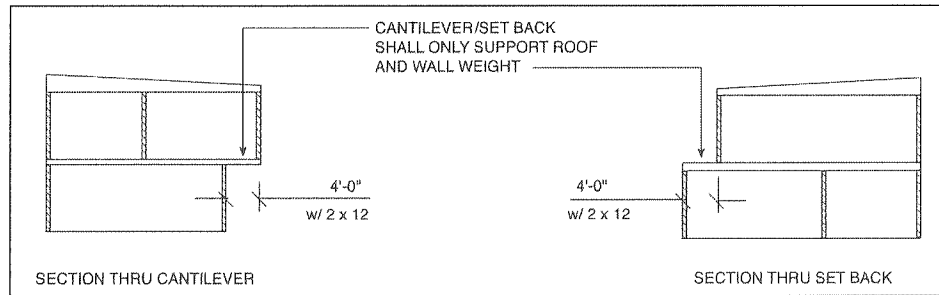 CANTILEVER/SET BACK
SHALL ONLY SUPPORT ROOF
AND WALL WEIGHT
4'-0"
w/ 2 x 12
4'-0"
w/ 2 x 12
SECTION THRU CANTILEVER
SECTION THRU SET BACK